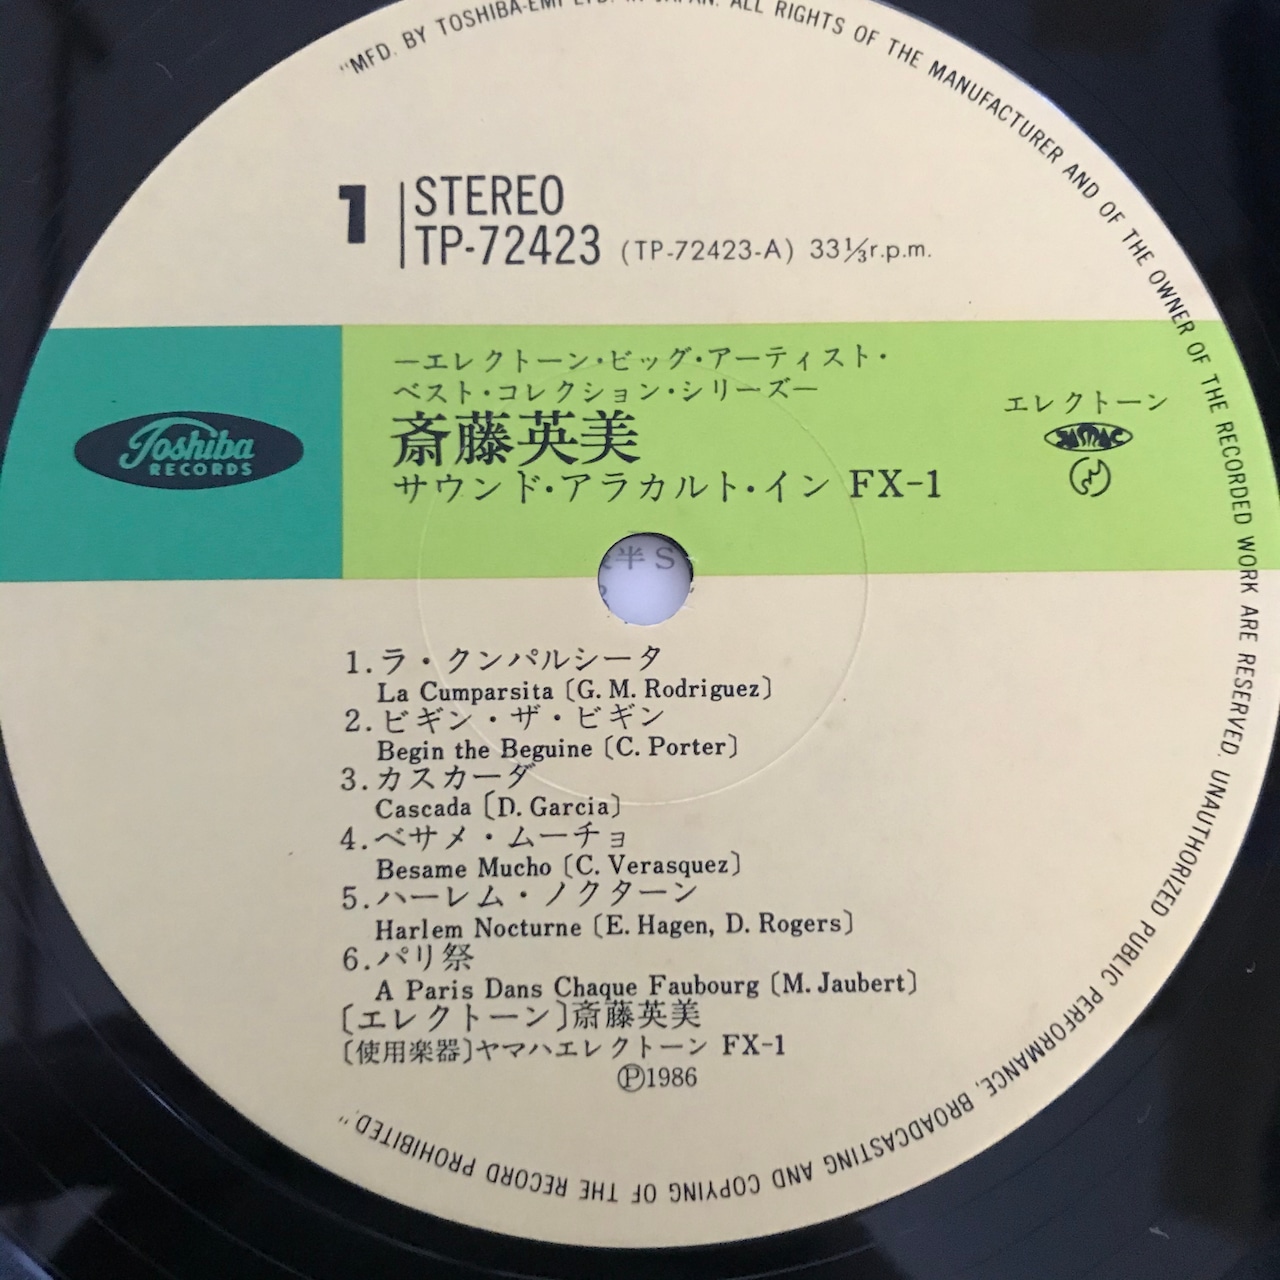 "MFD. BY TOSHIBA-EMI LTD. IN JAPAN. ALL RIGHTS OF THE MANUFACTURER AND OF THE OWNER OF THE RECORDED WORK ARE RESERVED. UNAUTHORIZED PUBLIC PERFORMANCE, BROADCASTING AND COPYING OF THE RECORD PROHIBITED."
1 STEREO
TP-72423 (TP-72423-A) 33⅓r.p.m.
—エレクトーン・ビッグ・アーティスト・
ベスト・コレクション・シリーズ—
斎藤英美
サウンド・アラカルト・イン FX-1
エレクトーン
JASRAC
Toshiba
RECORDS
半 S
1.ラ・クンパルシータ
La Cumparsita〔G. M. Rodriguez〕
2.ビギン・ザ・ビギン
Begin the Beguine〔C. Porter〕
3.カスカーダ
Cascada〔D. Garcia〕
4.ベサメ・ムーチョ
Besame Mucho〔C. Verasquez〕
5.ハーレム・ノクターン
Harlem Nocturne〔E. Hagen, D. Rogers〕
6.パリ祭
A Paris Dans Chaque Faubourg〔M. Jaubert〕
〔エレクトーン〕斎藤英美
〔使用楽器〕ヤマハエレクトーン FX-1
Ⓟ1986